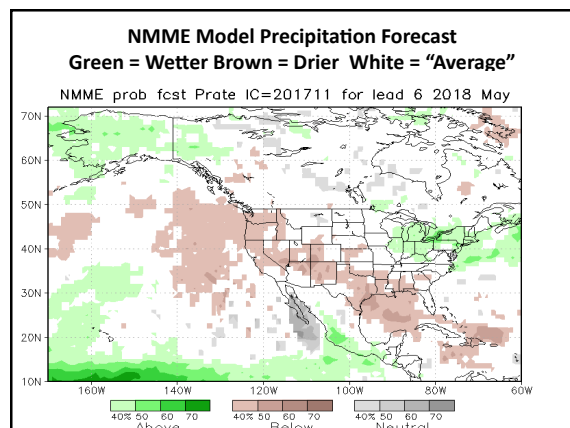 NMME Model Precipitation Forecast
Green = Wetter Brown = Drier White = “Average”
NMME prob fcst Prate IC=201711 for lead 6 2018 May
70N
60N
50N
40N
30N
20N
10N
160W 140W 120W 100W 80W 60W
40% 50 60 70 40% 50 60 70 40% 50 60 70
Above Below Neutral